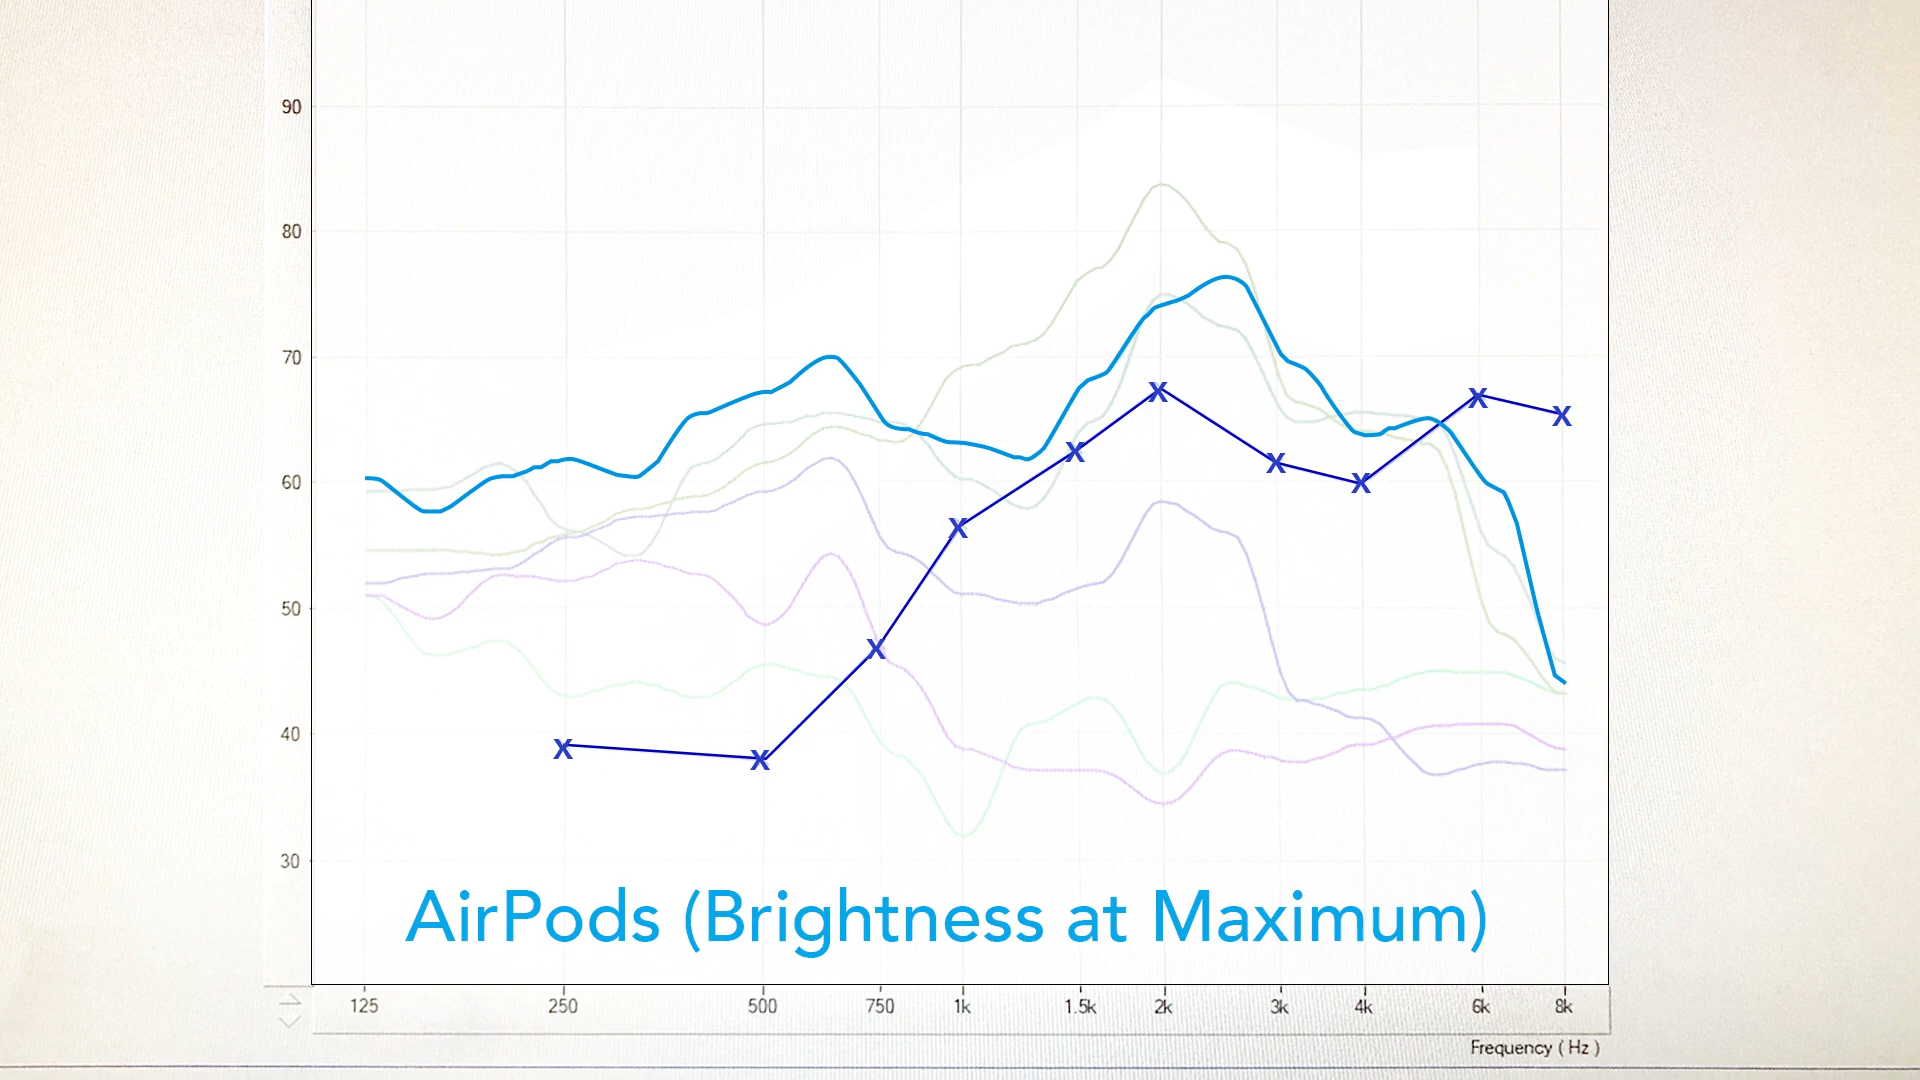 90
80
70
60
50
40
30
AirPods (Brightness at Maximum)
125 250 500 750 1k 1.5k 2k 3k 4k 6k 8k
Frequency ( Hz )